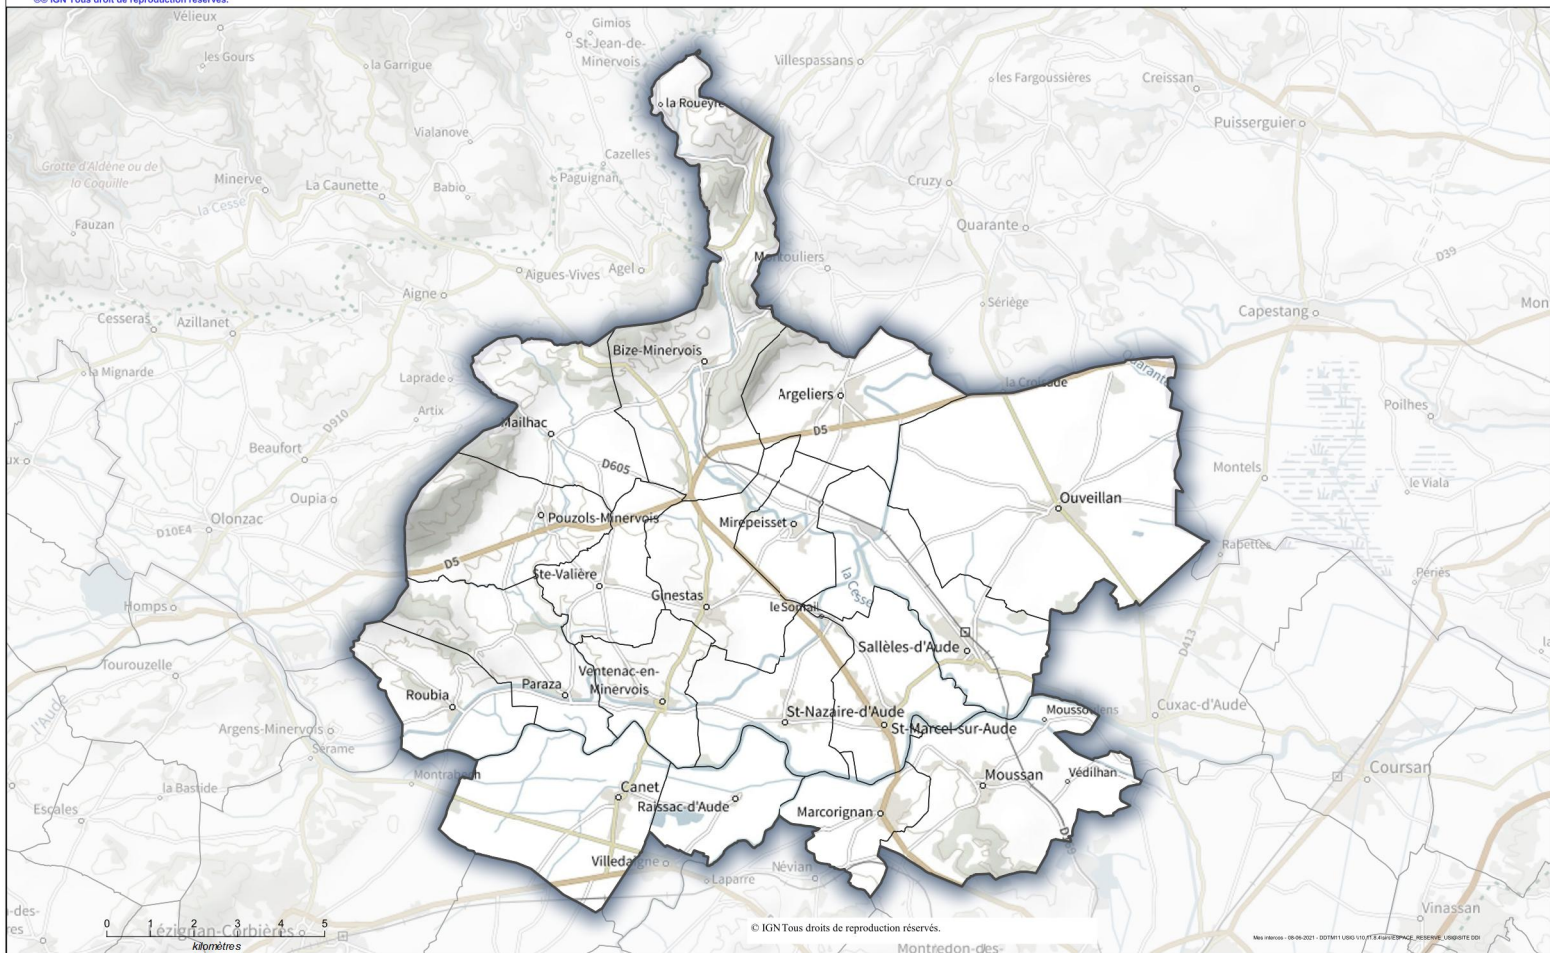 ©© IGN Tous droit de reproduction réservés.
Vélieux
Gimios
St-Jean-de-
Minervois
les Gours
la Garrigue
Villespassans
les Fargoussières
Creissan
la Roueyre
Puisserguier
Vialanove
Cazelles
Grotte d'Aldène ou de
la Coquille
Minerve
La Caunette
Babio
Paguignan
Cruzy
la Cesse
Fauzan
Quarante
D39
Montouliers
Aigues-Vives
Agel
Aigne
Sériège
Capestang
Mon
Cesseras
Azillanet
Bize-Minervois
la Mignarde
Laprade
la Croisade
Quarante
Argeliers
Artix
D910
Mailhac
D5
Poilhes
Beaufort
D605
Montels
le Viala
Oupia
Ouveillan
Pouzols-Minervois
Mirepeisset
Olonzac
D10E4
Rabettes
D5
Ste-Valière
la Cesse
Périès
Ginestas
le Somail
Homps
D413
Sallèles-d'Aude
Tourouzelle
Ventenac-en-
Minervois
Paraza
Roubia
l'Aude
St-Nazaire-d'Aude
Moussoulens
Cuxac-d'Aude
Argens-Minervois
St-Marcel-sur-Aude
Sérame
Montrabech
Moussan
Védilhan
Coursan
la Bastide
Canet
Escales
Raissac-d'Aude
Marcorignan
Villedaigne
Névian
Laparre
Vinassan
n-des-
res
0 1 2 3 4 5
kilomètres
Lézignan-Corbières
© IGN Tous droits de reproduction réservés.
Montredon-des-